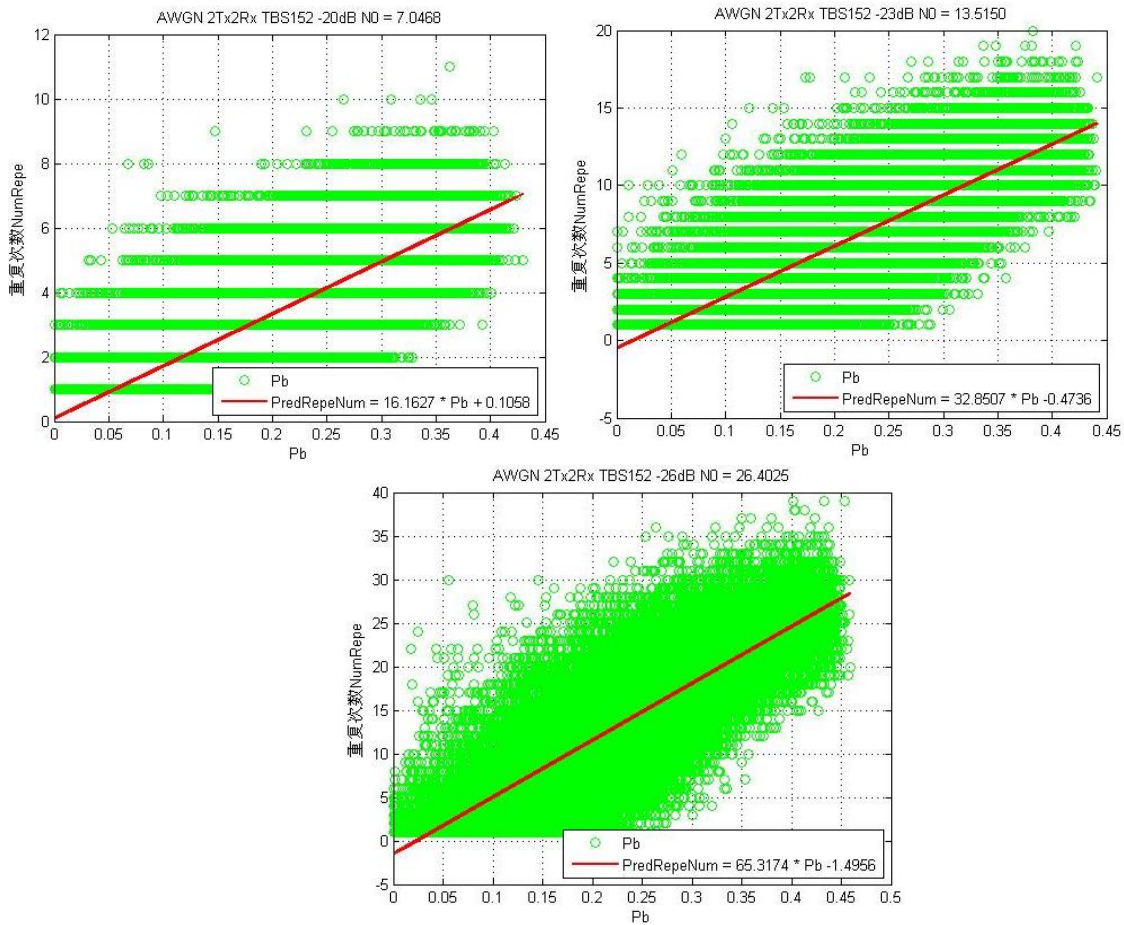 AWGN 2Tx2Rx TBS152 -20dB N0 = 7.0468
12
10
8
6
4
2
0
重复次数NumRepe
Pb
PredRepeNum = 16.1627 * Pb + 0.1058
0 0.05 0.1 0.15 0.2 0.25 0.3 0.35 0.4 0.45
Pb
AWGN 2Tx2Rx TBS152 -23dB N0 = 13.5150
20
15
10
5
0
-5
重复次数NumRepe
Pb
PredRepeNum = 32.8507 * Pb -0.4736
0 0.05 0.1 0.15 0.2 0.25 0.3 0.35 0.4 0.45
Pb
AWGN 2Tx2Rx TBS152 -26dB N0 = 26.4025
40
35
30
25
20
15
10
5
0
-5
重复次数NumRepe
Pb
PredRepeNum = 65.3174 * Pb -1.4956
0 0.05 0.1 0.15 0.2 0.25 0.3 0.35 0.4 0.45 0.5
Pb